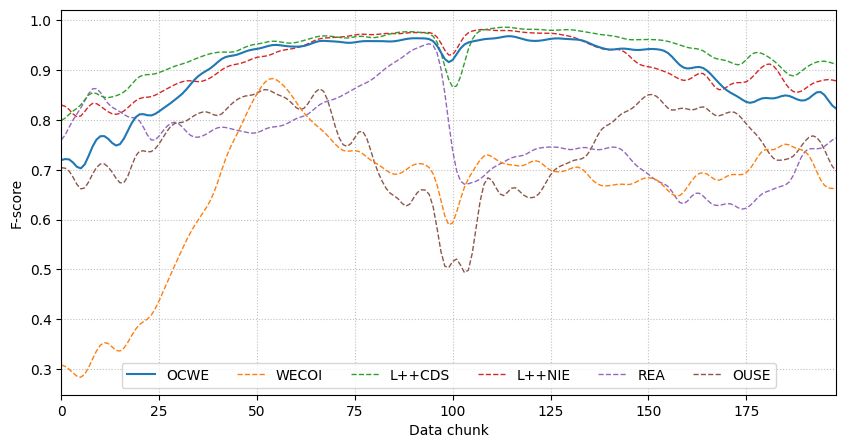 1.0
0.9
0.8
0.7
0.6
0.5
0.4
0.3
F-score
0 25 50 75 100 125 150 175
Data chunk
OCWE WECOI L++CDS L++NIE REA OUSE